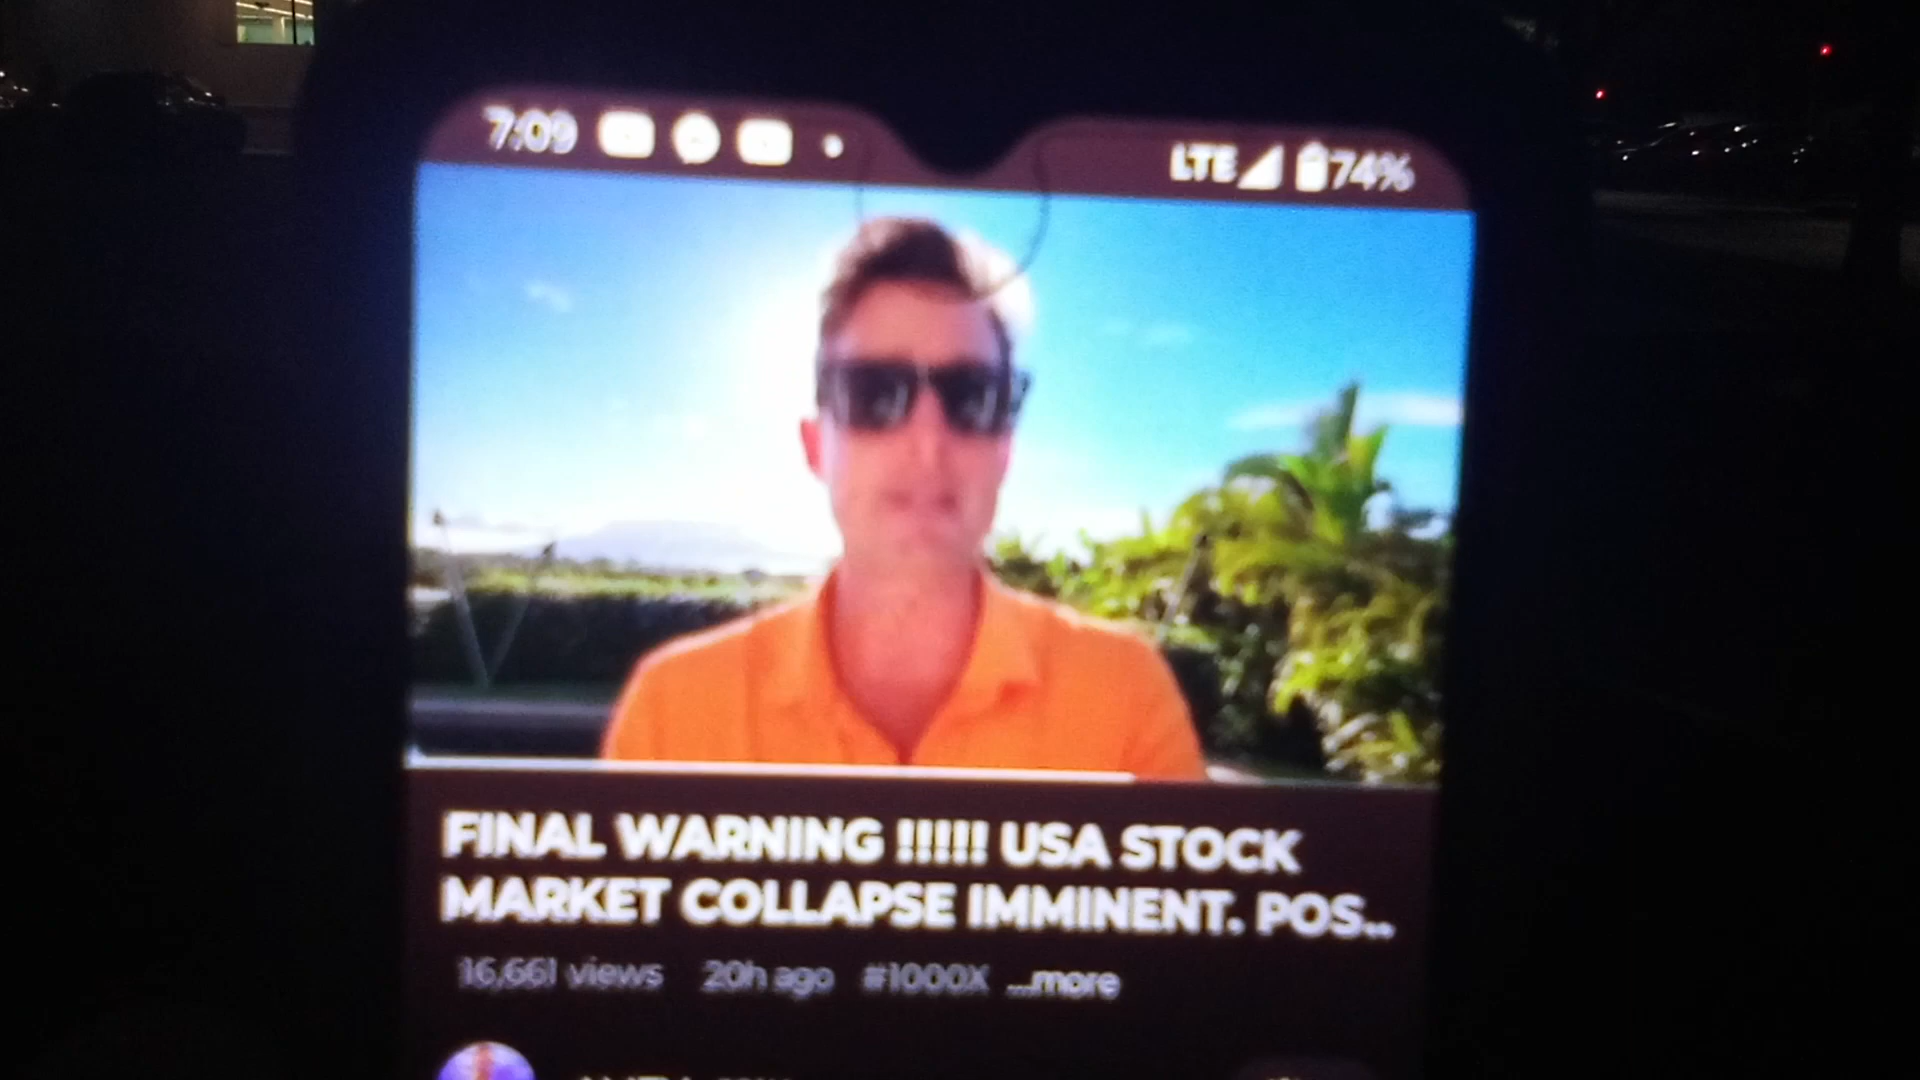 7:09 LTE 74%
FINAL WARNING !!!!! USA STOCK
MARKET COLLAPSE IMMINENT. POS..
16,661 views 20h ago #1000X ...more